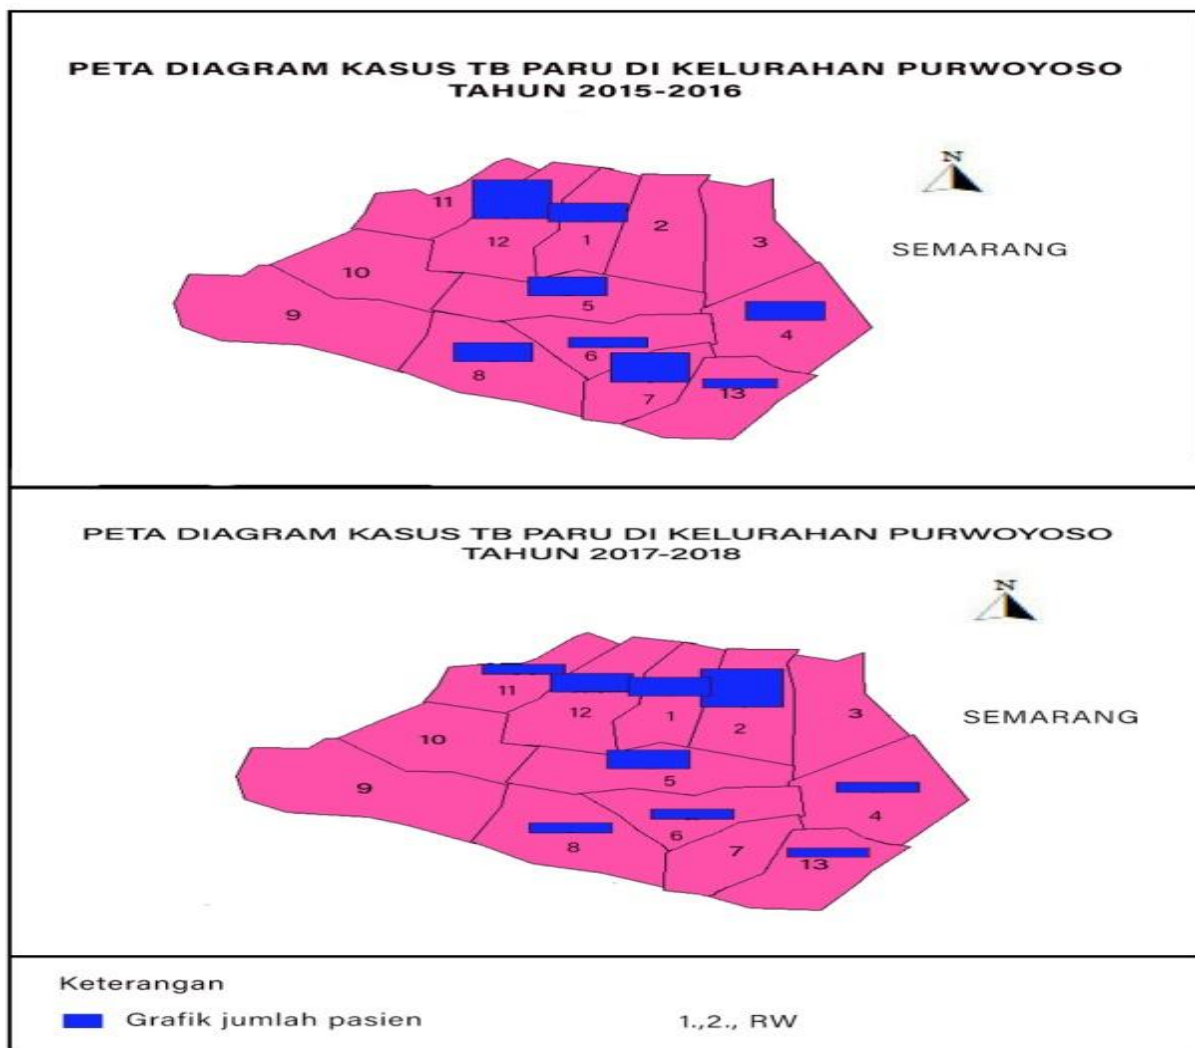 PETA DIAGRAM KASUS TB PARU DI KELURAHAN PURWOYOSO
TAHUN 2015-2016
N
SEMARANG
11
12
1
2
3
10
9
5
4
6
8
7
13
PETA DIAGRAM KASUS TB PARU DI KELURAHAN PURWOYOSO
TAHUN 2017-2018
N
SEMARANG
11
12
1
2
3
10
9
5
4
6
8
7
13
Keterangan
Grafik jumlah pasien
1.,2., RW